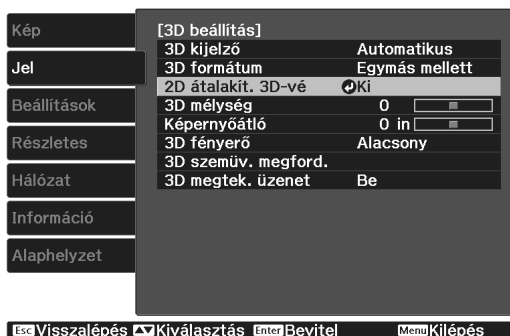 Kép
Jel
Beállítások
Részletes
Hálózat
Információ
Alaphelyzet
[3D beállítás]
3D kijelző Automatikus
3D formátum Egymás mellett
2D átalakít. 3D-vé Ki
3D mélység 0
Képernyőátló 0 in
3D fényerő Alacsony
3D szemüv. megford.
3D megtek. üzenet Be
Esc Visszalépés Kiválasztás Enter Bevitel Menu Kilépés